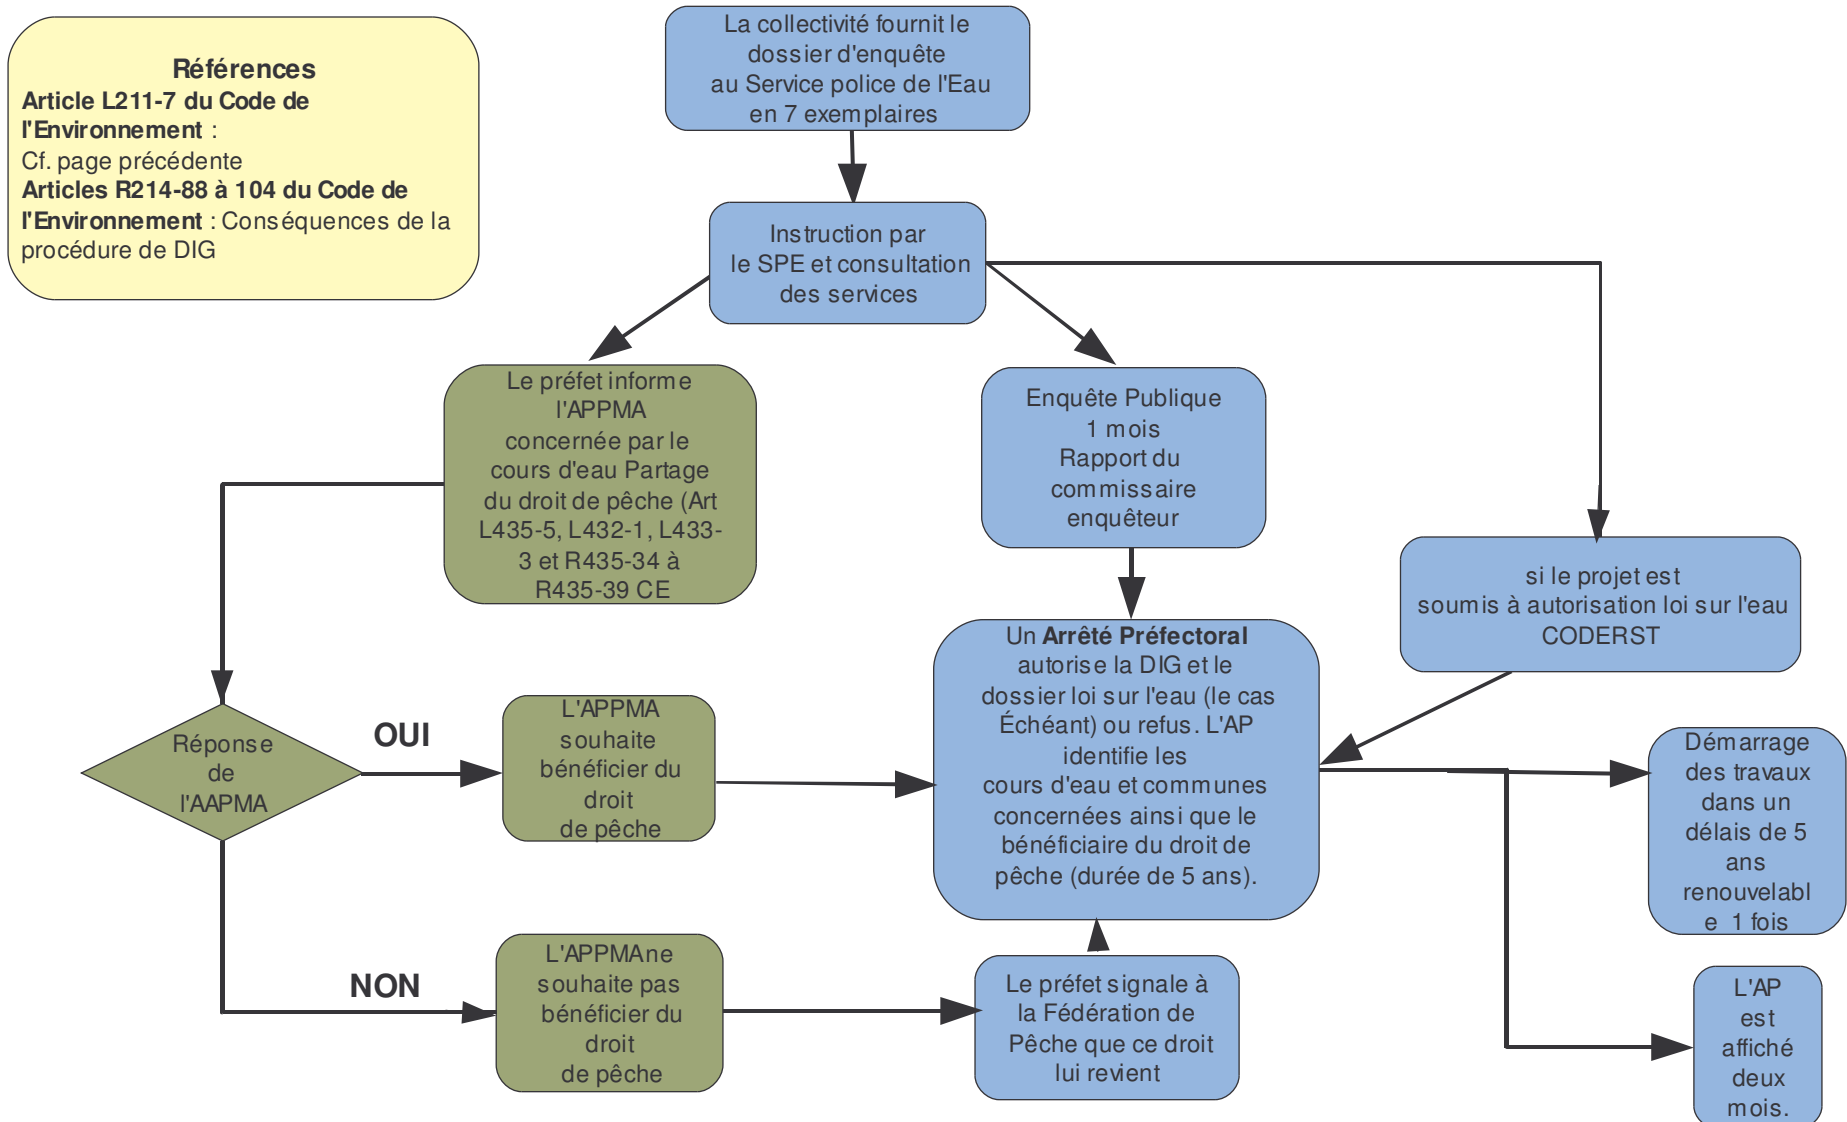 Références
Article L211-7 du Code de
l'Environnement :
Cf. page précédente
Articles R214-88 à 104 du Code de
l'Environnement : Conséquences de la
procédure de DIG
La collectivité fournit le
dossier d'enquête
au Service police de l'Eau
en 7 exemplaires
Instruction par
le SPE et consultation
des services
Le préfet informe
l'APPMA
concernée par le
cours d'eau Partage
du droit de pêche (Art
L435-5, L432-1, L433-
3 et R435-34 à
R435-39 CE
Enquête Publique
1 mois
Rapport du
commissaire
enquêteur
si le projet est
soumis à autorisation loi sur l'eau
CODERST
Réponse
de
l'AAPMA
OUI
L'APPMA
souhaite
bénéficier du
droit
de pêche
Un Arrêté Préfectoral
autorise la DIG et le
dossier loi sur l'eau (le cas
Échéant) ou refus. L'AP
identifie les
cours d'eau et communes
concernées ainsi que le
bénéficiaire du droit de
pêche (durée de 5 ans).
Démarrage
des travaux
dans un
délais de 5
ans
renouvelabl
e 1 fois
NON
L'APPMAne
souhaite pas
bénéficier du
droit
de pêche
Le préfet signale à
la Fédération de
Pêche que ce droit
lui revient
L'AP
est
affiché
deux
mois.